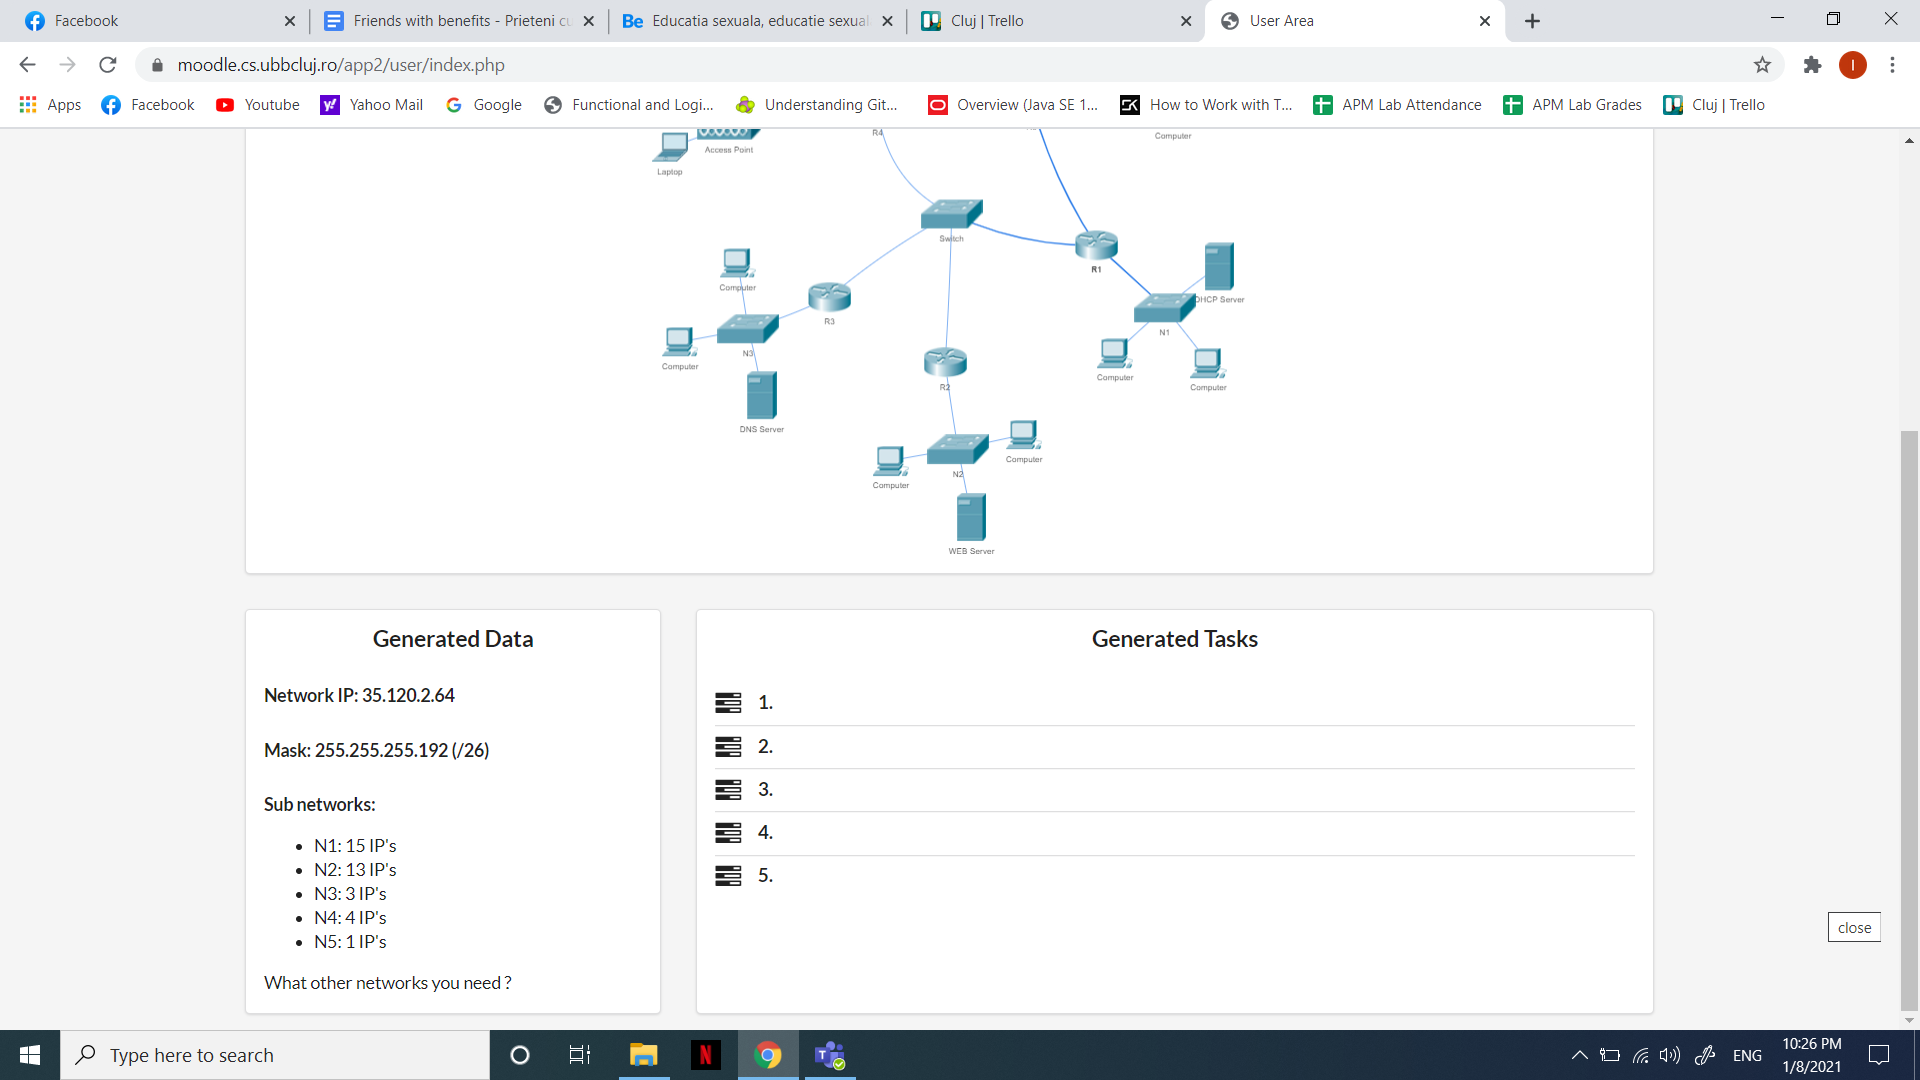 Facebook
Friends with benefits - Prieteni cu
Be Educatia sexuala, educatie sexual
Cluj | Trello
User Area
moodle.cs.ubbcluj.ro/app2/user/index.php
I
Apps
Facebook
Youtube
Yahoo Mail
Google
Functional and Logi...
Understanding Git...
Overview (Java SE 1...
How to Work with T...
APM Lab Attendance
APM Lab Grades
Cluj | Trello
R4
Computer
Access Point
Laptop
Switch
R1
Computer
DHCP Server
R3
N1
N3
Computer
Computer
Computer
R2
DNS Server
Computer
N2
Computer
WEB Server
Generated Data
Network IP: 35.120.2.64
Mask: 255.255.255.192 (/26)
Sub networks:
N1: 15 IP's
N2: 13 IP's
N3: 3 IP's
N4: 4 IP's
N5: 1 IP's
What other networks you need ?
Generated Tasks
1.
2.
3.
4.
5.
close
Type here to search
ENG
10:26 PM
1/8/2021